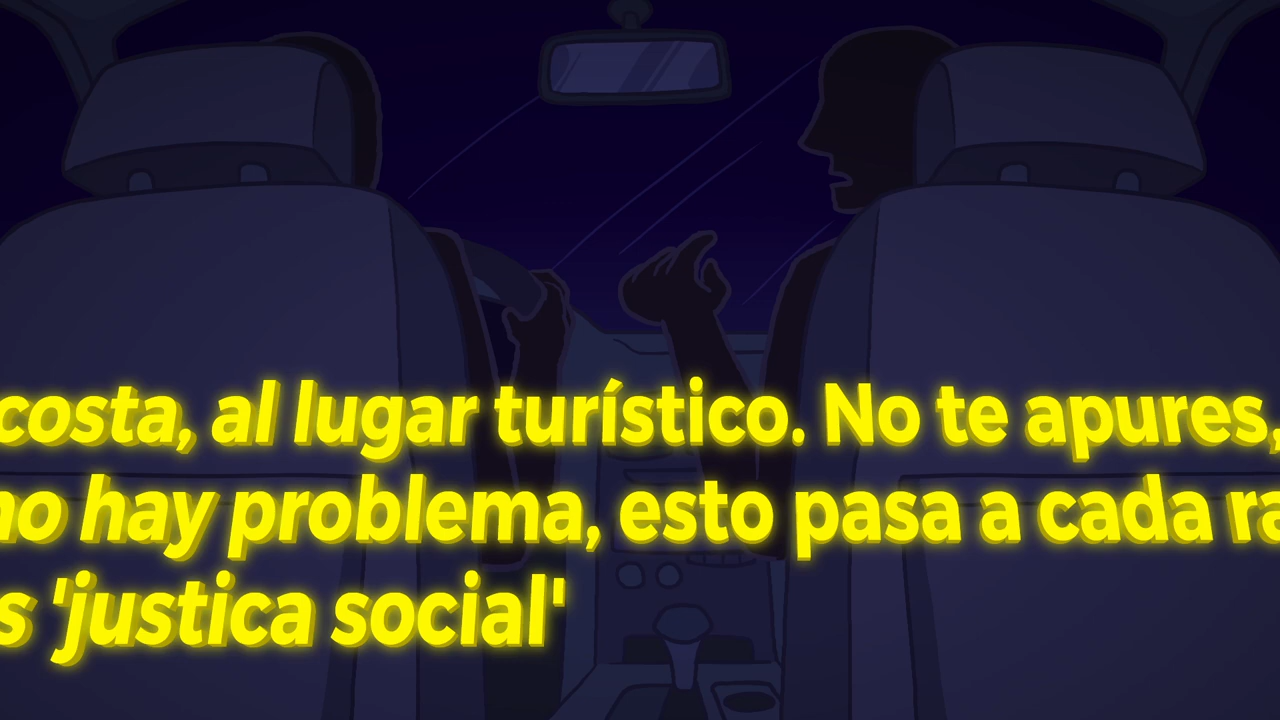 costa, al lugar turístico. No te apures,
no hay problema, esto pasa a cada
'justica social'